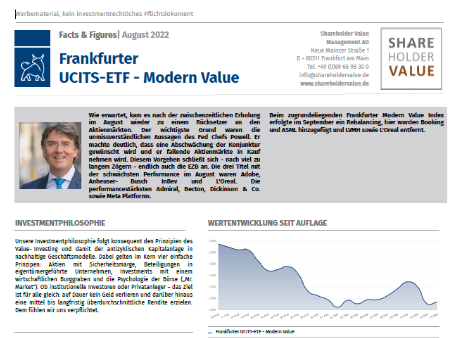 Werbematerial, kein investmentrechtliches Pflichtdokument
Facts & Figures| August 2022
Frankfurter
UCITS-ETF - Modern Value
Shareholder Value
Management AG
Neue Mainzer Straße 1
D – 60311 Frankfurt am Main
Tel. +49 (0)69 66 98 30 0
info@shareholdervalue.de
www.shareholdervalue.de
SHARE
HOLDER
VALUE
Wie erwartet, kam es nach der zwischenzeitlichen Erholung
im August wieder zu einem Rücksetzer an den
Aktienmärkten. Der wichtigste Grund waren die
unmissverständlichen Aussagen des Fed Chefs Powell. Er
machte deutlich, dass eine Abschwächung der Konjunktur
gewünscht wird und er fallende Aktienmärkte in Kauf
nehmen wird. Diesem Vorgehen schließt sich - nach viel zu
langem Zögern - endlich auch die EZB an. Die drei Titel mit
der schwächsten Performance im August waren Adobe,
Anheuser- Busch InBev und L'Oreal. Die
performancestärksten Admiral, Becton, Dickinson & Co.
sowie Meta Platforms.
Beim zugrundeliegenden Frankfurter Modern Value Index
erfolgte im September ein Rebalancing, hier wurden Booking
und ASML hinzugefügt und LVMH sowie L'Oreal entfernt.
INVESTMENTPHILOSOPHIE
Unsere Investmentphilosophie folgt konsequent den Prinzipien des
Value- Investing und damit der antizyklischen Kapitalanlage in
nachhaltige Geschäftsmodelle. Dabei gelten im Kern vier einfache
Prinzipien: Aktien mit Sicherheitsmarge, Beteiligungen in
eigentümergeführte Unternehmen, Investments mit einem
wirtschaftlichen Burggraben und die Psychologie der Börse („Mr.
Market"). Ob institutionelle Investoren oder Privatanleger – das Ziel
ist für alle gleich: auf Dauer kein Geld verlieren und darüber hinaus
eine mittel bis langfristig überdurchschnittliche Rendite erzielen.
Dem fühlen wir uns verpflichtet.
WERTENTWICKLUNG SEIT AUFLAGE
Frankfurter UCITS-ETF - Modern Value